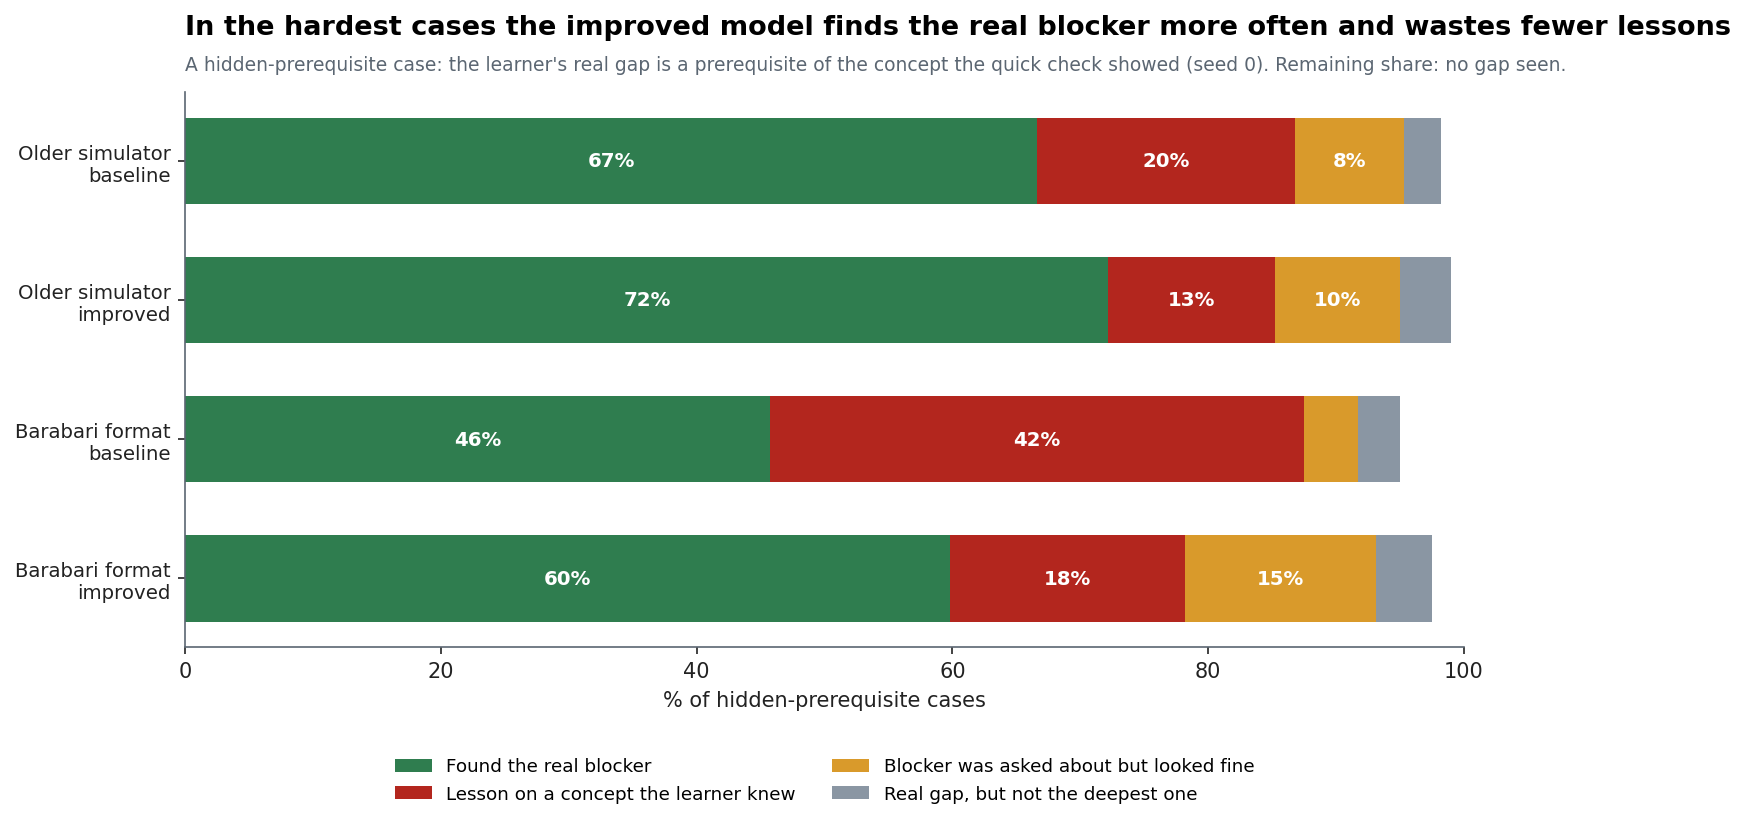 In the hardest cases the improved model finds the real blocker more often and wastes fewer lessons
A hidden-prerequisite case: the learner's real gap is a prerequisite of the concept the quick check showed (seed 0). Remaining share: no gap seen.
Older simulator
baseline
67%
20%
8%
Older simulator
improved
72%
13%
10%
Barabari format
baseline
46%
42%
Barabari format
improved
60%
18%
15%
0
20
40
60
80
100
% of hidden-prerequisite cases
Found the real blocker
Lesson on a concept the learner knew
Blocker was asked about but looked fine
Real gap, but not the deepest one